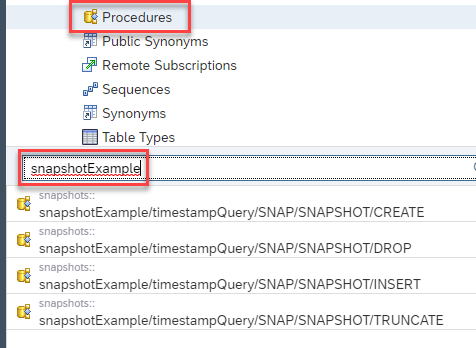 Procedures
Public Synonyms
Remote Subscriptions
Sequences
Synonyms
Table Types
snapshotExample
snapshots::
snapshotExample/timestampQuery/SNAP/SNAPSHOT/CREATE
snapshots::
snapshotExample/timestampQuery/SNAP/SNAPSHOT/DROP
snapshots::
snapshotExample/timestampQuery/SNAP/SNAPSHOT/INSERT
snapshots::
snapshotExample/timestampQuery/SNAP/SNAPSHOT/TRUNCATE